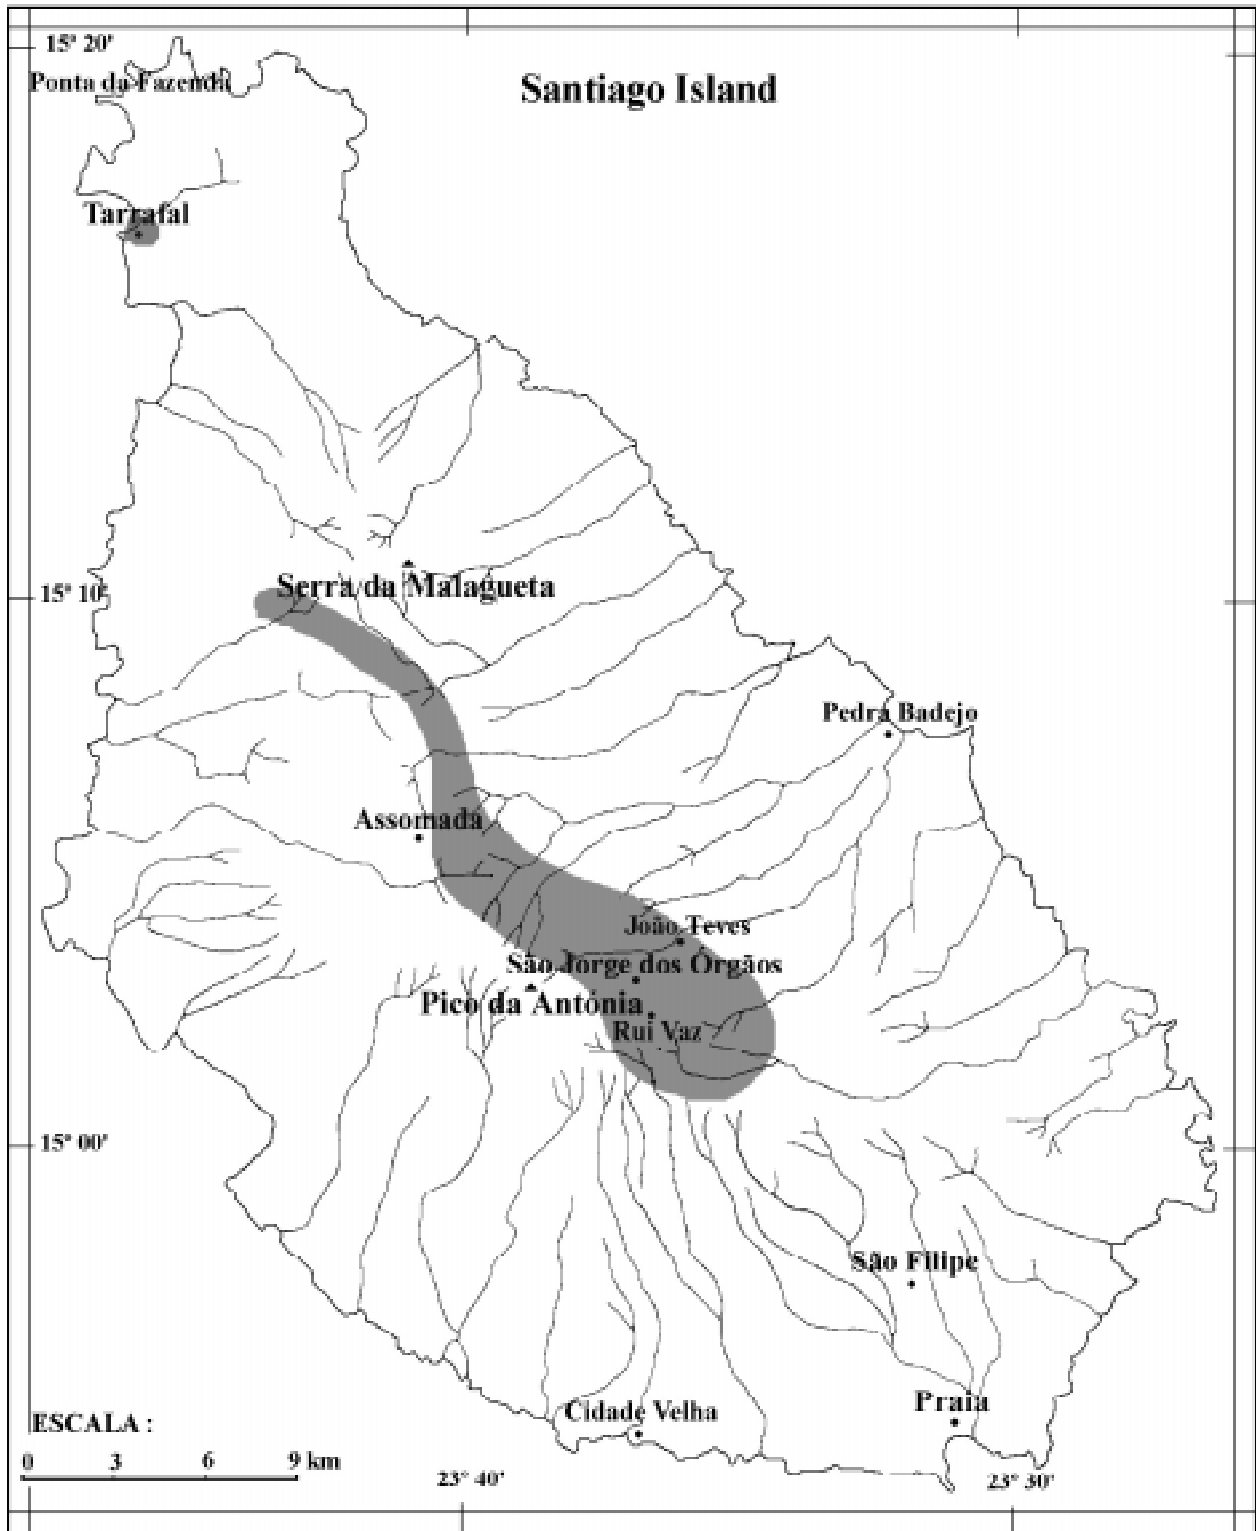 15° 20'
Ponta da Fazenda
Santiago Island
Tarrafal
15° 10'
Serra da Malagueta
Pedra Badejo
Assomada
João Teves
São Jorge dos Órgãos
Pico da Antónia
Rui Vaz
15° 00'
São Filipe
Praia
Cidade Velha
ESCALA :
0 3 6 9 km
23° 40'
23° 30'